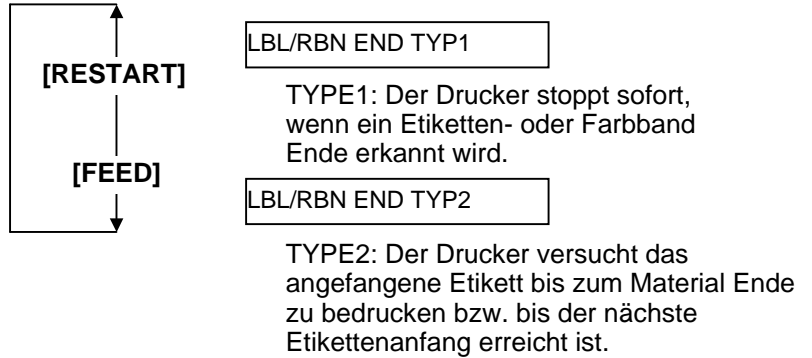 LBL/RBN END TYP1
[RESTART]
TYPE1: Der Drucker stoppt sofort,
wenn ein Etiketten- oder Farbband
Ende erkannt wird.
[FEED]
LBL/RBN END TYP2
TYPE2: Der Drucker versucht das
angefangene Etikett bis zum Material Ende
zu bedrucken bzw. bis der nächste
Etikettenanfang erreicht ist.